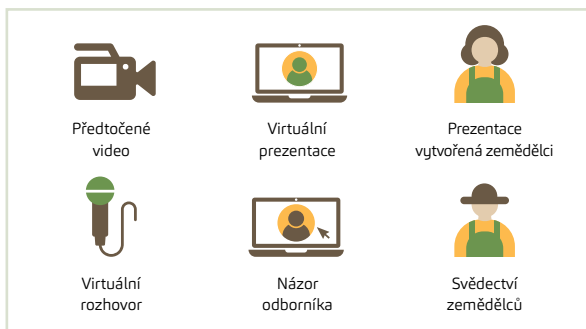 Předtočené
video
Virtuální
prezentace
Prezentace
vytvořená zemědělci
Virtuální
rozhovor
Názor
odborníka
Svědectví
zemědělců